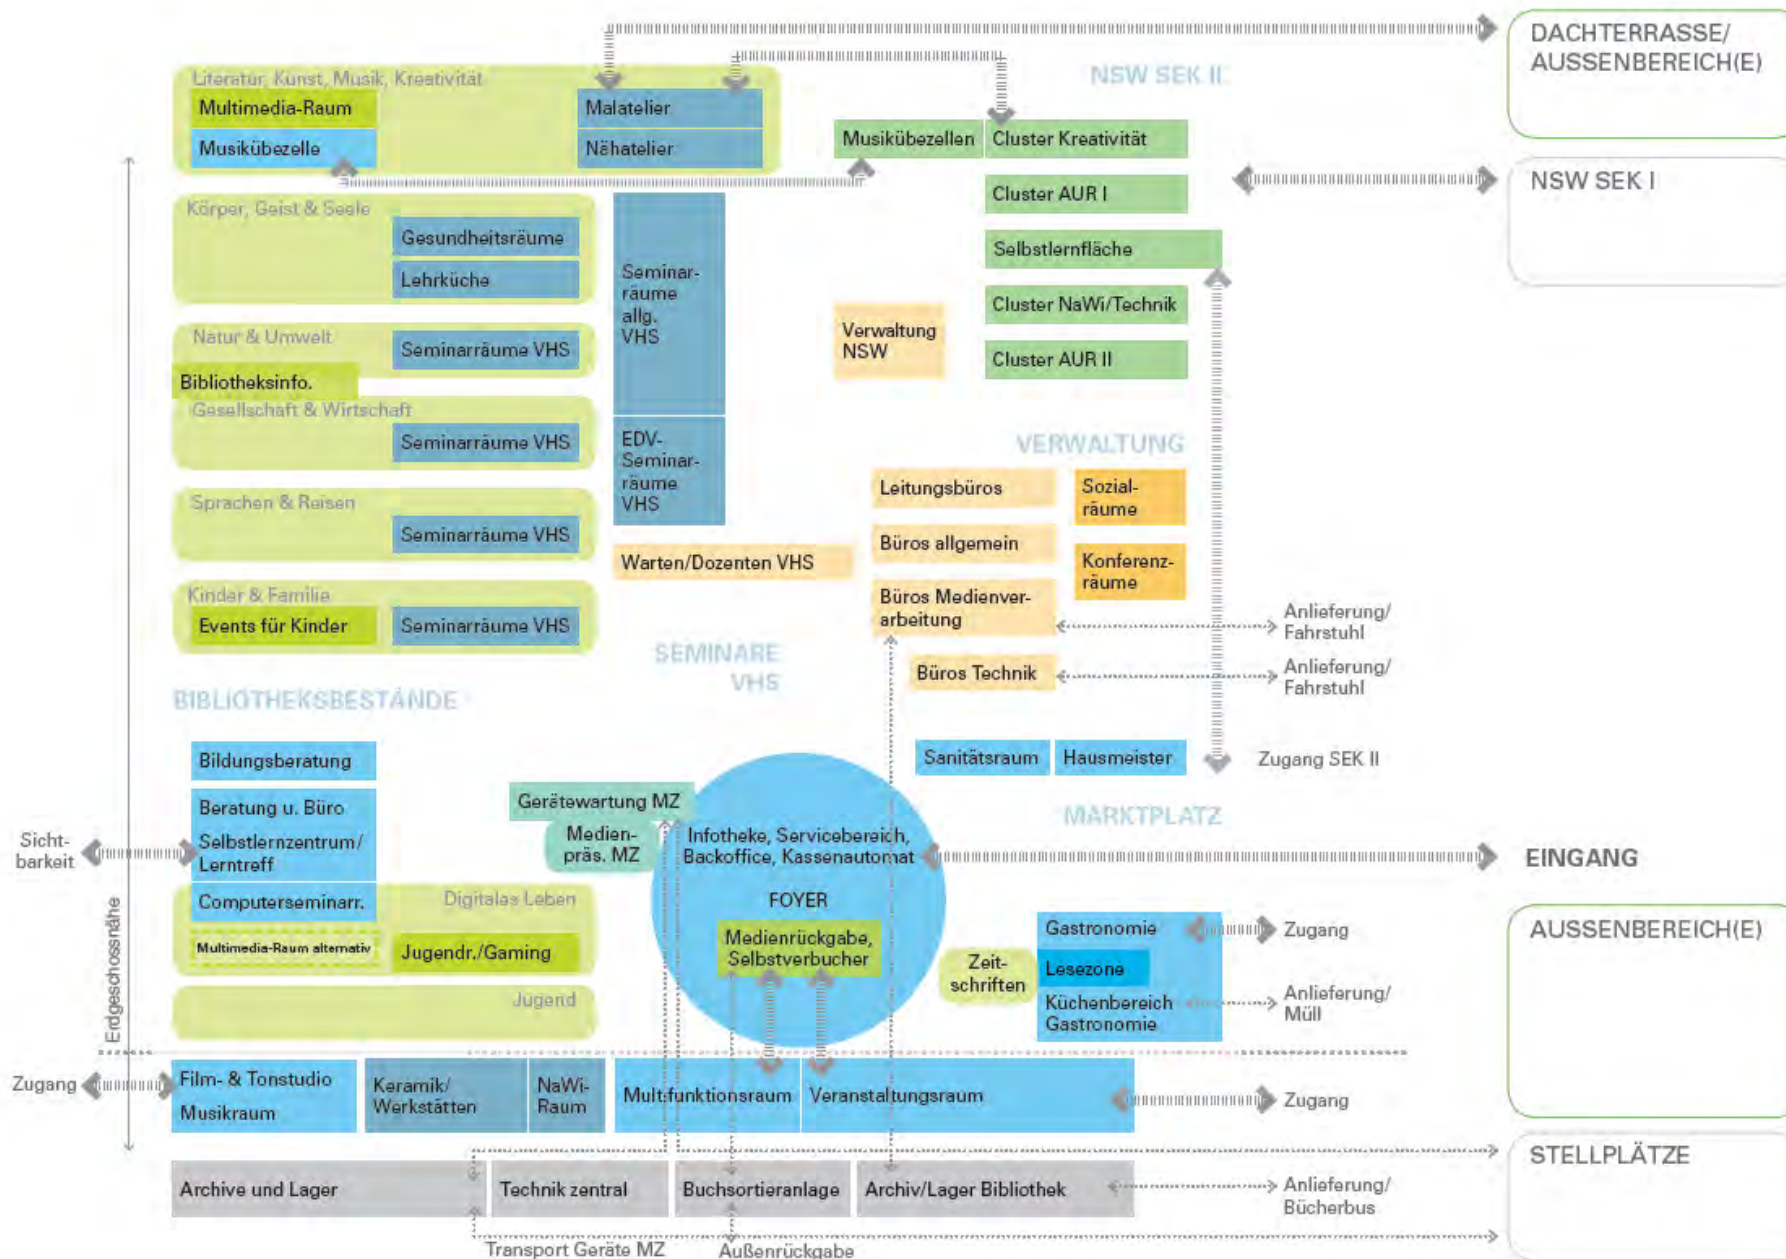 DACHTERRASSE/
AUSSENBEREICH(E)
NSW SEK II
Literatur, Kunst, Musik, Kreativität
Multimedia-Raum
Malatelier
Musikübezelle
Nähatelier
Musikübezellen
Cluster Kreativität
NSW SEK I
Cluster AUR I
Körper, Geist & Seele
Gesundheitsräume
Lehrküche
Seminar-
räume
allg.
VHS
Selbstlernfläche
Cluster NaWi/Technik
Verwaltung
NSW
Cluster AUR II
Natur & Umwelt
Seminarräume VHS
Bibliotheksinfo.
Gesellschaft & Wirtschaft
Seminarräume VHS
EDV-
Seminar-
räume
VHS
VERWALTUNG
Leitungsbüros
Sozial-
räume
Sprachen & Reisen
Seminarräume VHS
Büros allgemein
Warten/Dozenten VHS
Konferenz-
räume
Kinder & Familie
Events für Kinder
Seminarräume VHS
Büros Medienver-
arbeitung
Anlieferung/
Fahrstuhl
SEMINARE
VHS
Büros Technik
Anlieferung/
Fahrstuhl
BIBLIOTHEKSBESTÄNDE
Bildungsberatung
Sanitätsraum
Hausmeister
Zugang SEK II
Beratung u. Büro
Gerätewartung MZ
MARKTPLATZ
Sicht-
barkeit
Selbstlernzentrum/
Lerntreff
Medien-
präs. MZ
Infotheke, Servicebereich,
Backoffice, Kassenautomat
EINGANG
Computerseminarr.
Digitales Leben
FOYER
Multimedia-Raum alternativ
Jugendr./Gaming
Medienrückgabe,
Selbstverbucher
Zeit-
schriften
Gastronomie
Zugang
Lesezone
Küchenbereich
Gastronomie
Anlieferung/
Müll
AUSSENBEREICH(E)
Jugend
Erdgeschossnähe
Zugang
Film- & Tonstudio
Musikraum
Keramik/
Werkstätten
NaWi-
Raum
Multifunktionsraum
Veranstaltungsraum
Zugang
STELLPLÄTZE
Archive und Lager
Technik zentral
Buchsortieranlage
Archiv/Lager Bibliothek
Anlieferung/
Bücherbus
Transport Geräte MZ
Außenrückgabe